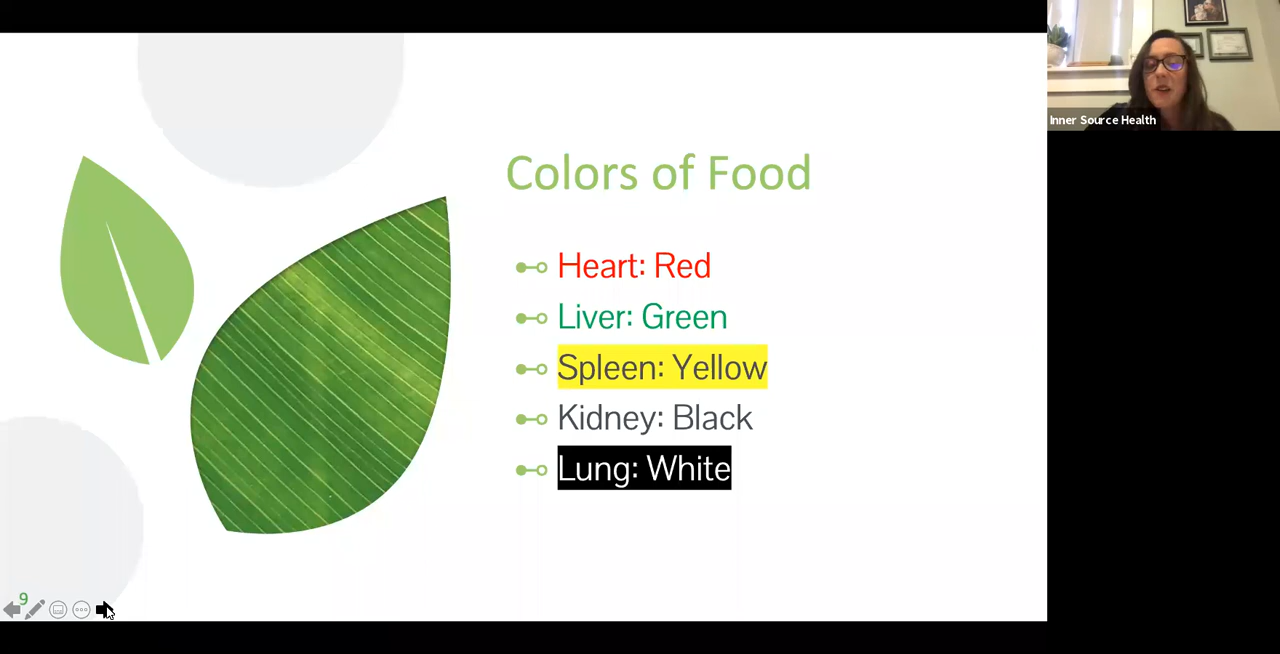 Colors of Food
Heart: Red
Liver: Green
Spleen: Yellow
Kidney: Black
Lung: White
9
Inner Source Health